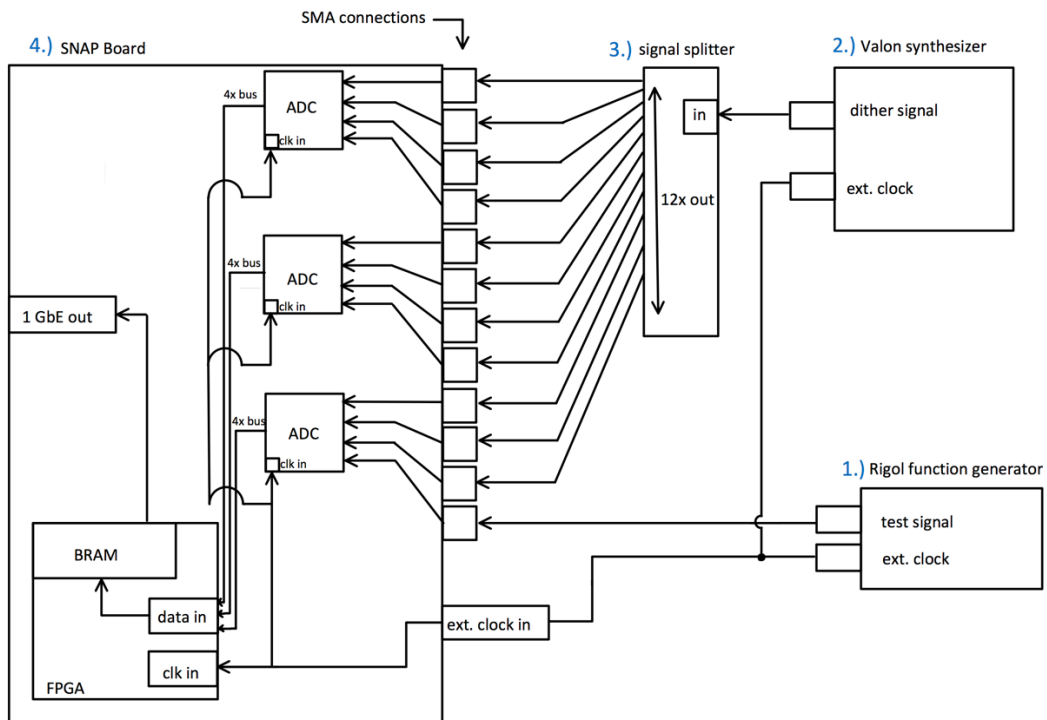 SMA connections
4.) SNAP Board
3.) signal splitter
2.) Valon synthesizer
4x bus
ADC
clk in
in
dither signal
12x out
ext. clock
4x bus
ADC
clk in
1 GbE out
4x bus
ADC
clk in
1.) Rigol function generator
test signal
ext. clock
BRAM
data in
ext. clock in
clk in
FPGA